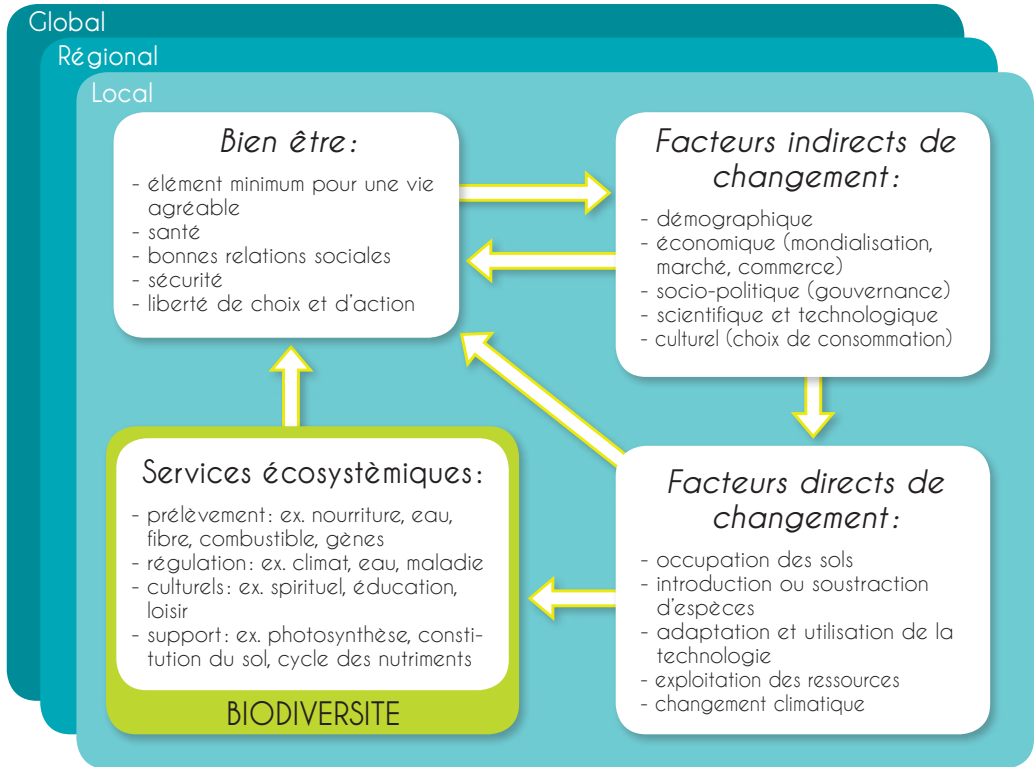 Global
Régional
Local
Bien être:
- élément minimum pour une vie
agréable
- santé
- bonnes relations sociales
- sécurité
- liberté de choix et d'action
Facteurs indirects de
changement:
- démographique
- économique (mondialisation,
marché, commerce)
- socio-politique (gouvernance)
- scientifique et technologique
- culturel (choix de consommation)
Services écosystèmiques:
- prélèvement: ex. nourriture, eau,
fibre, combustible, gènes
- régulation: ex. climat, eau, maladie
- culturels: ex. spirituel, éducation,
loisir
- support: ex. photosynthèse, consti-
tution du sol, cycle des nutriments
BIODIVERSITE
Facteurs directs de
changement:
- occupation des sols
- introduction ou soustraction
d'espèces
- adaptation et utilisation de la
technologie
- exploitation des ressources
- changement climatique